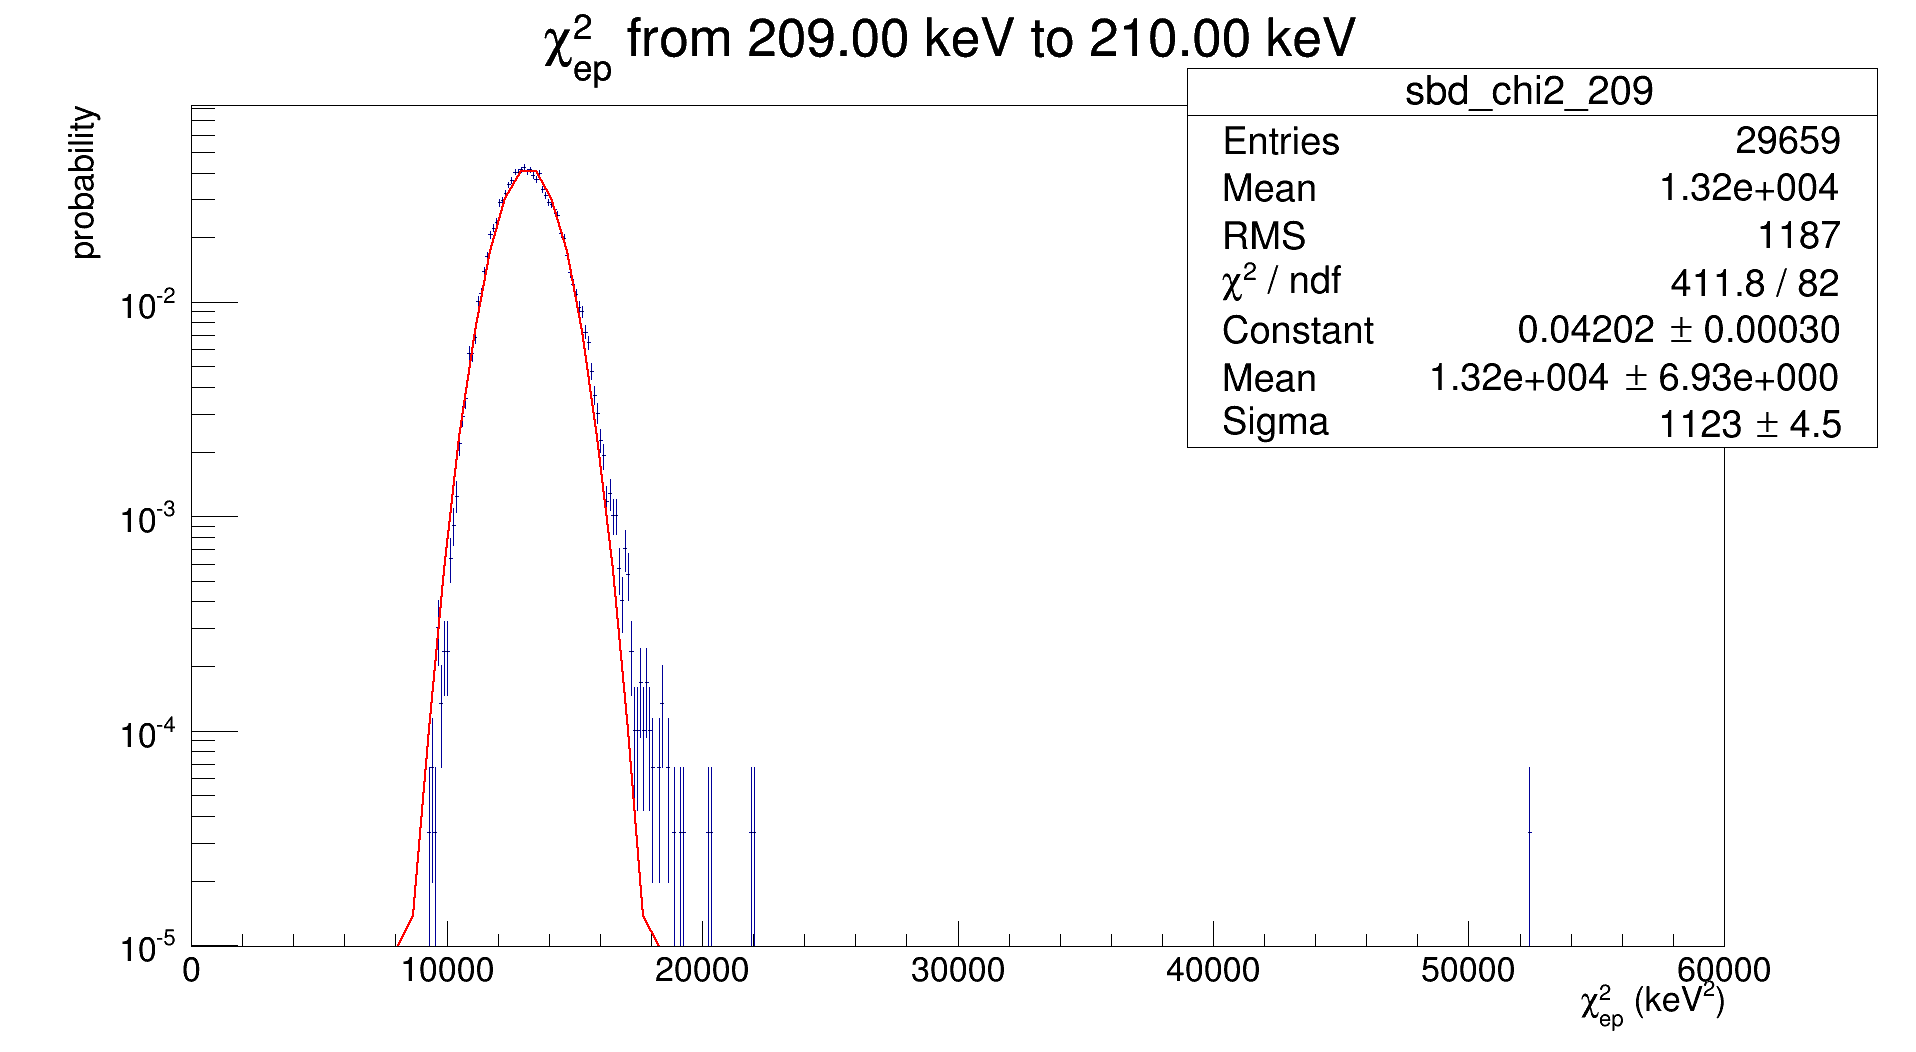 χ²ep from 209.00 keV to 210.00 keV
sbd_chi2_209
Entries 29659
Mean 1.32e+004
RMS 1187
χ² / ndf 411.8 / 82
Constant 0.04202 ± 0.00030
Mean 1.32e+004 ± 6.93e+000
Sigma 1123 ± 4.5
probability
10⁻²
10⁻³
10⁻⁴
10⁻⁵
0 10000 20000 30000 40000 50000 60000
χ²ep (keV²)